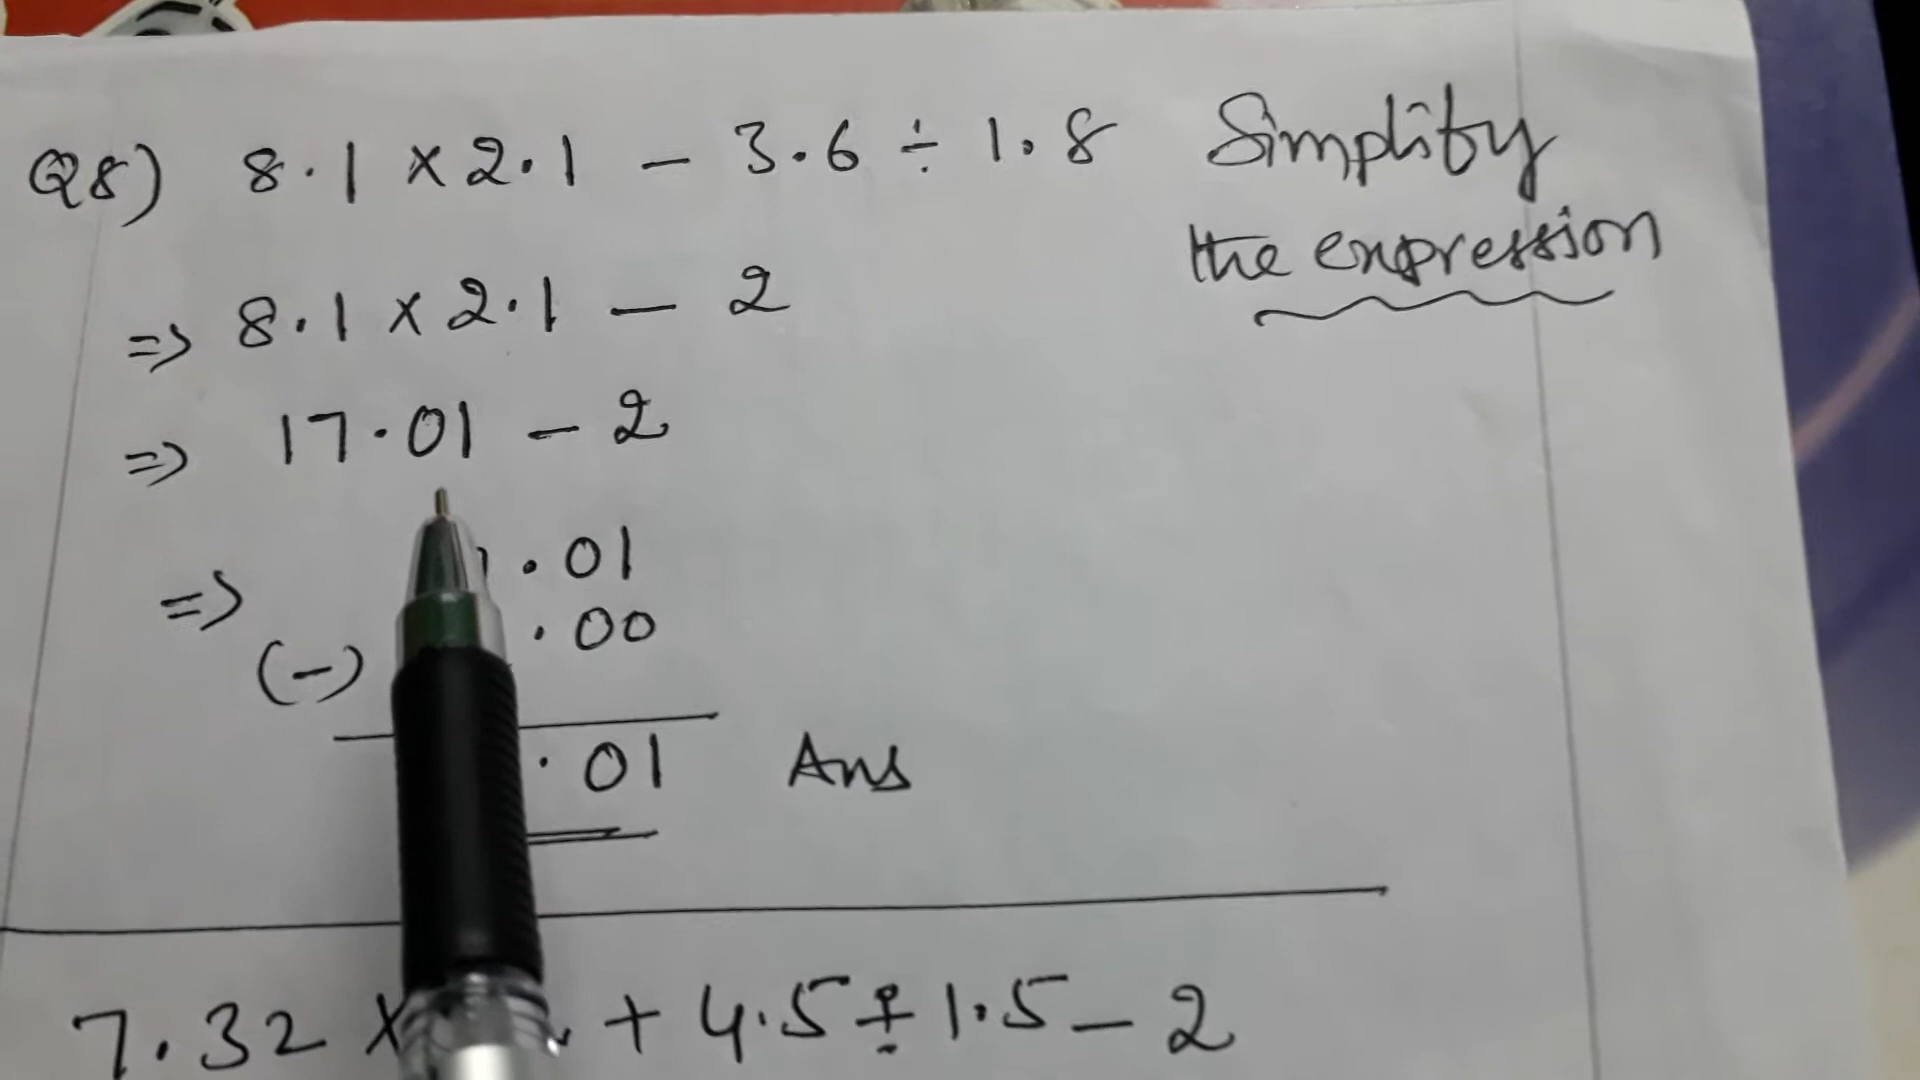 Q8) 8.1 × 2.1 - 3.6 ÷ 1.8 Simplify
the expression
=> 8.1 × 2.1 - 2
=> 17.01 - 2
=> .01
(-) .00
.01 Ans
7.32 × + 4.5 ÷ 1.5 - 2